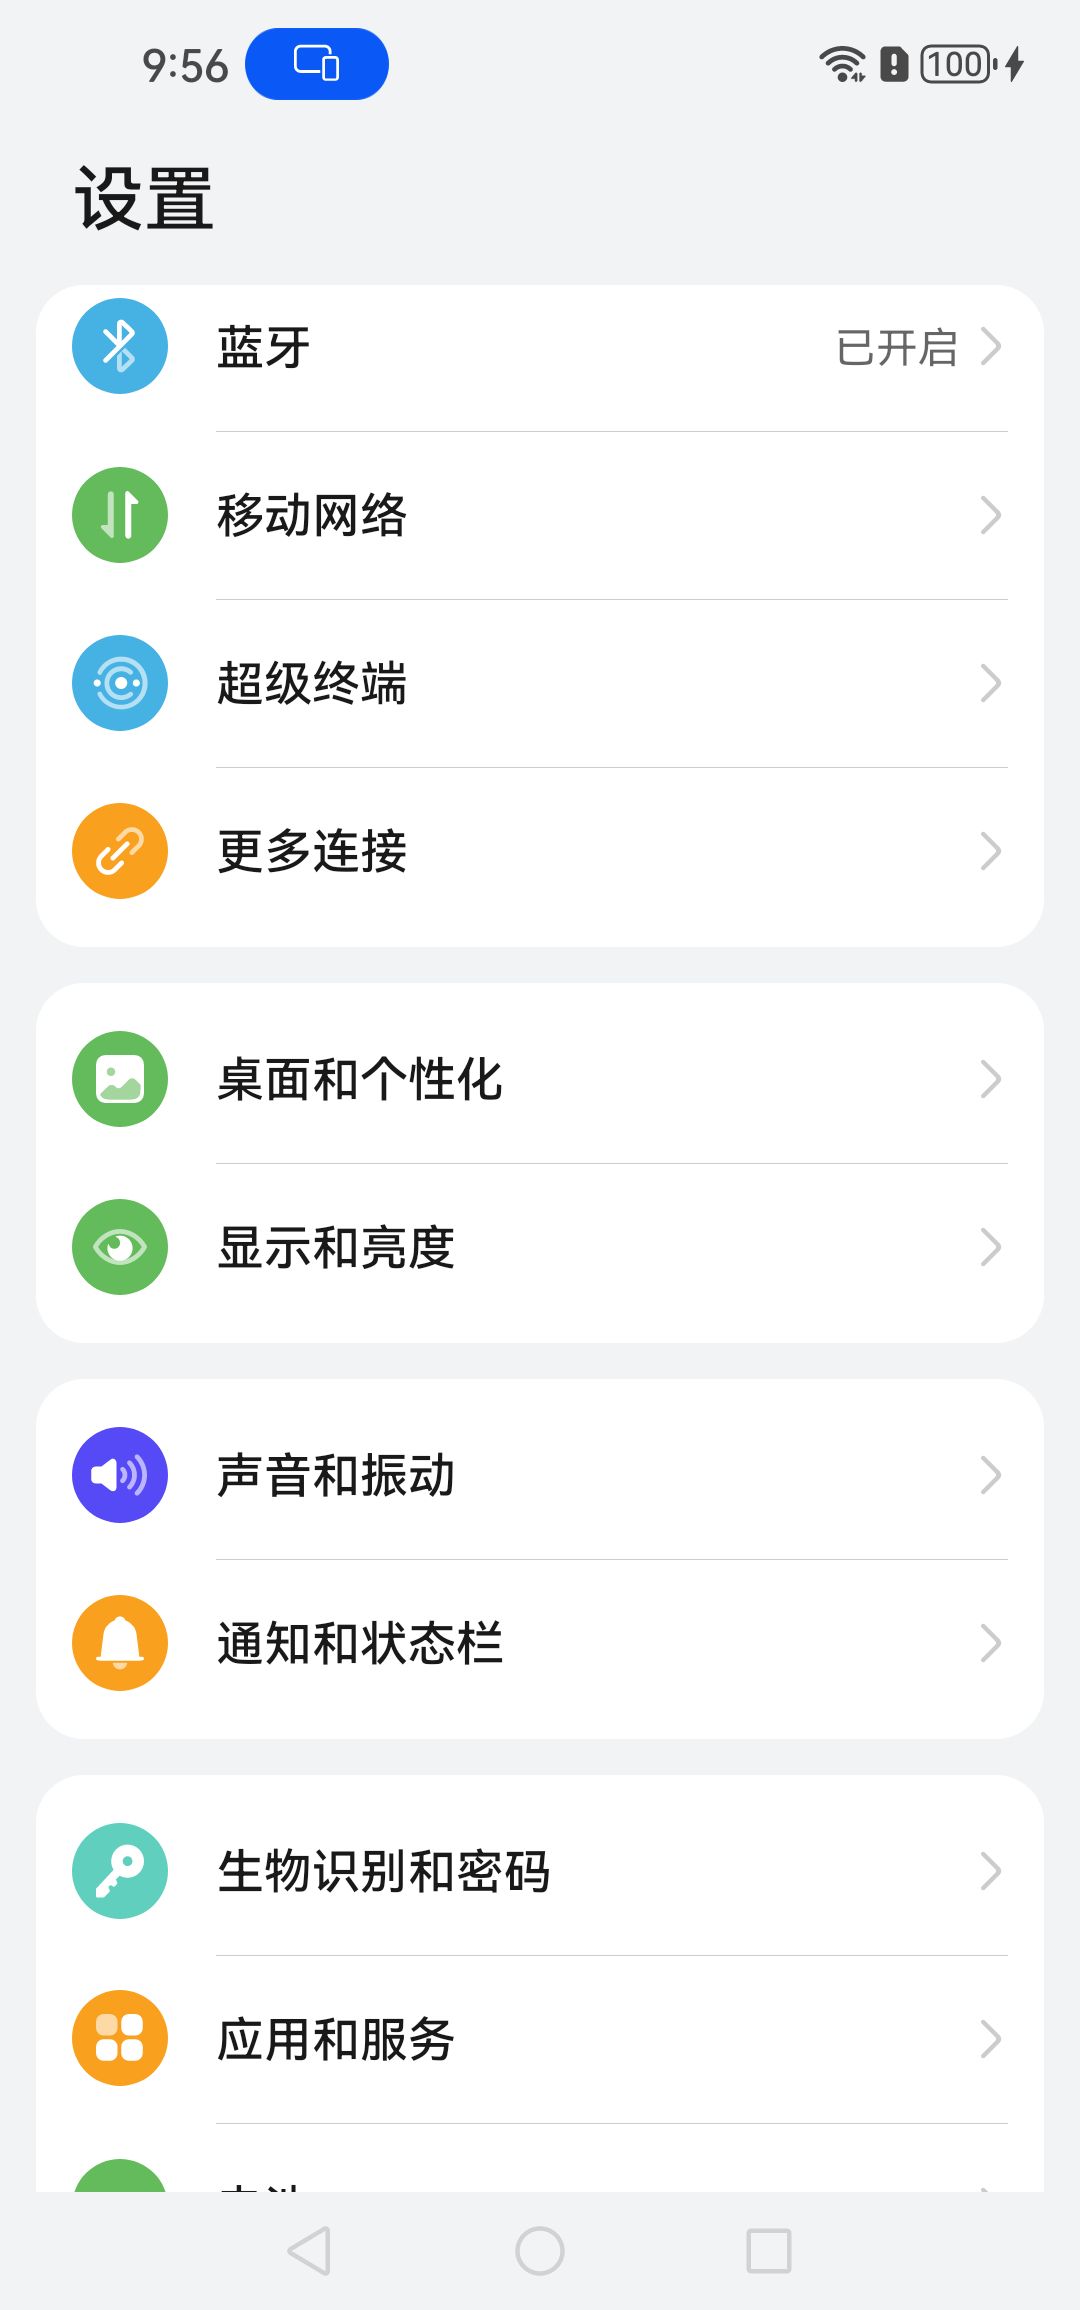 9:56
100
设置
蓝牙 已开启
移动网络
超级终端
更多连接
桌面和个性化
显示和亮度
声音和振动
通知和状态栏
生物识别和密码
应用和服务